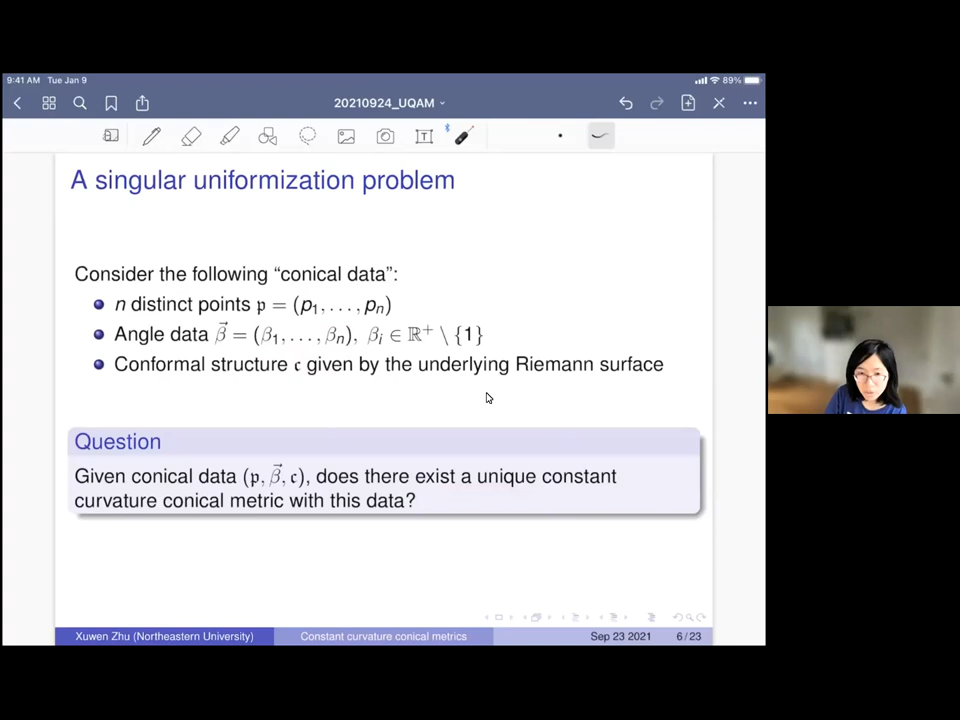 9:41 AM Tue Jan 9
89%
20210924_UQAM
T
A singular uniformization problem
Consider the following “conical data”:
n distinct points 𝔭 = (p₁, . . . , pₙ)
Angle data β⃗ = (β₁, . . . , βₙ), βᵢ ∈ ℝ⁺ \ {1}
Conformal structure 𝔠 given by the underlying Riemann surface
Question
Given conical data (𝔭, β⃗, 𝔠), does there exist a unique constant
curvature conical metric with this data?
Xuwen Zhu (Northeastern University) Constant curvature conical metrics Sep 23 2021 6 / 23